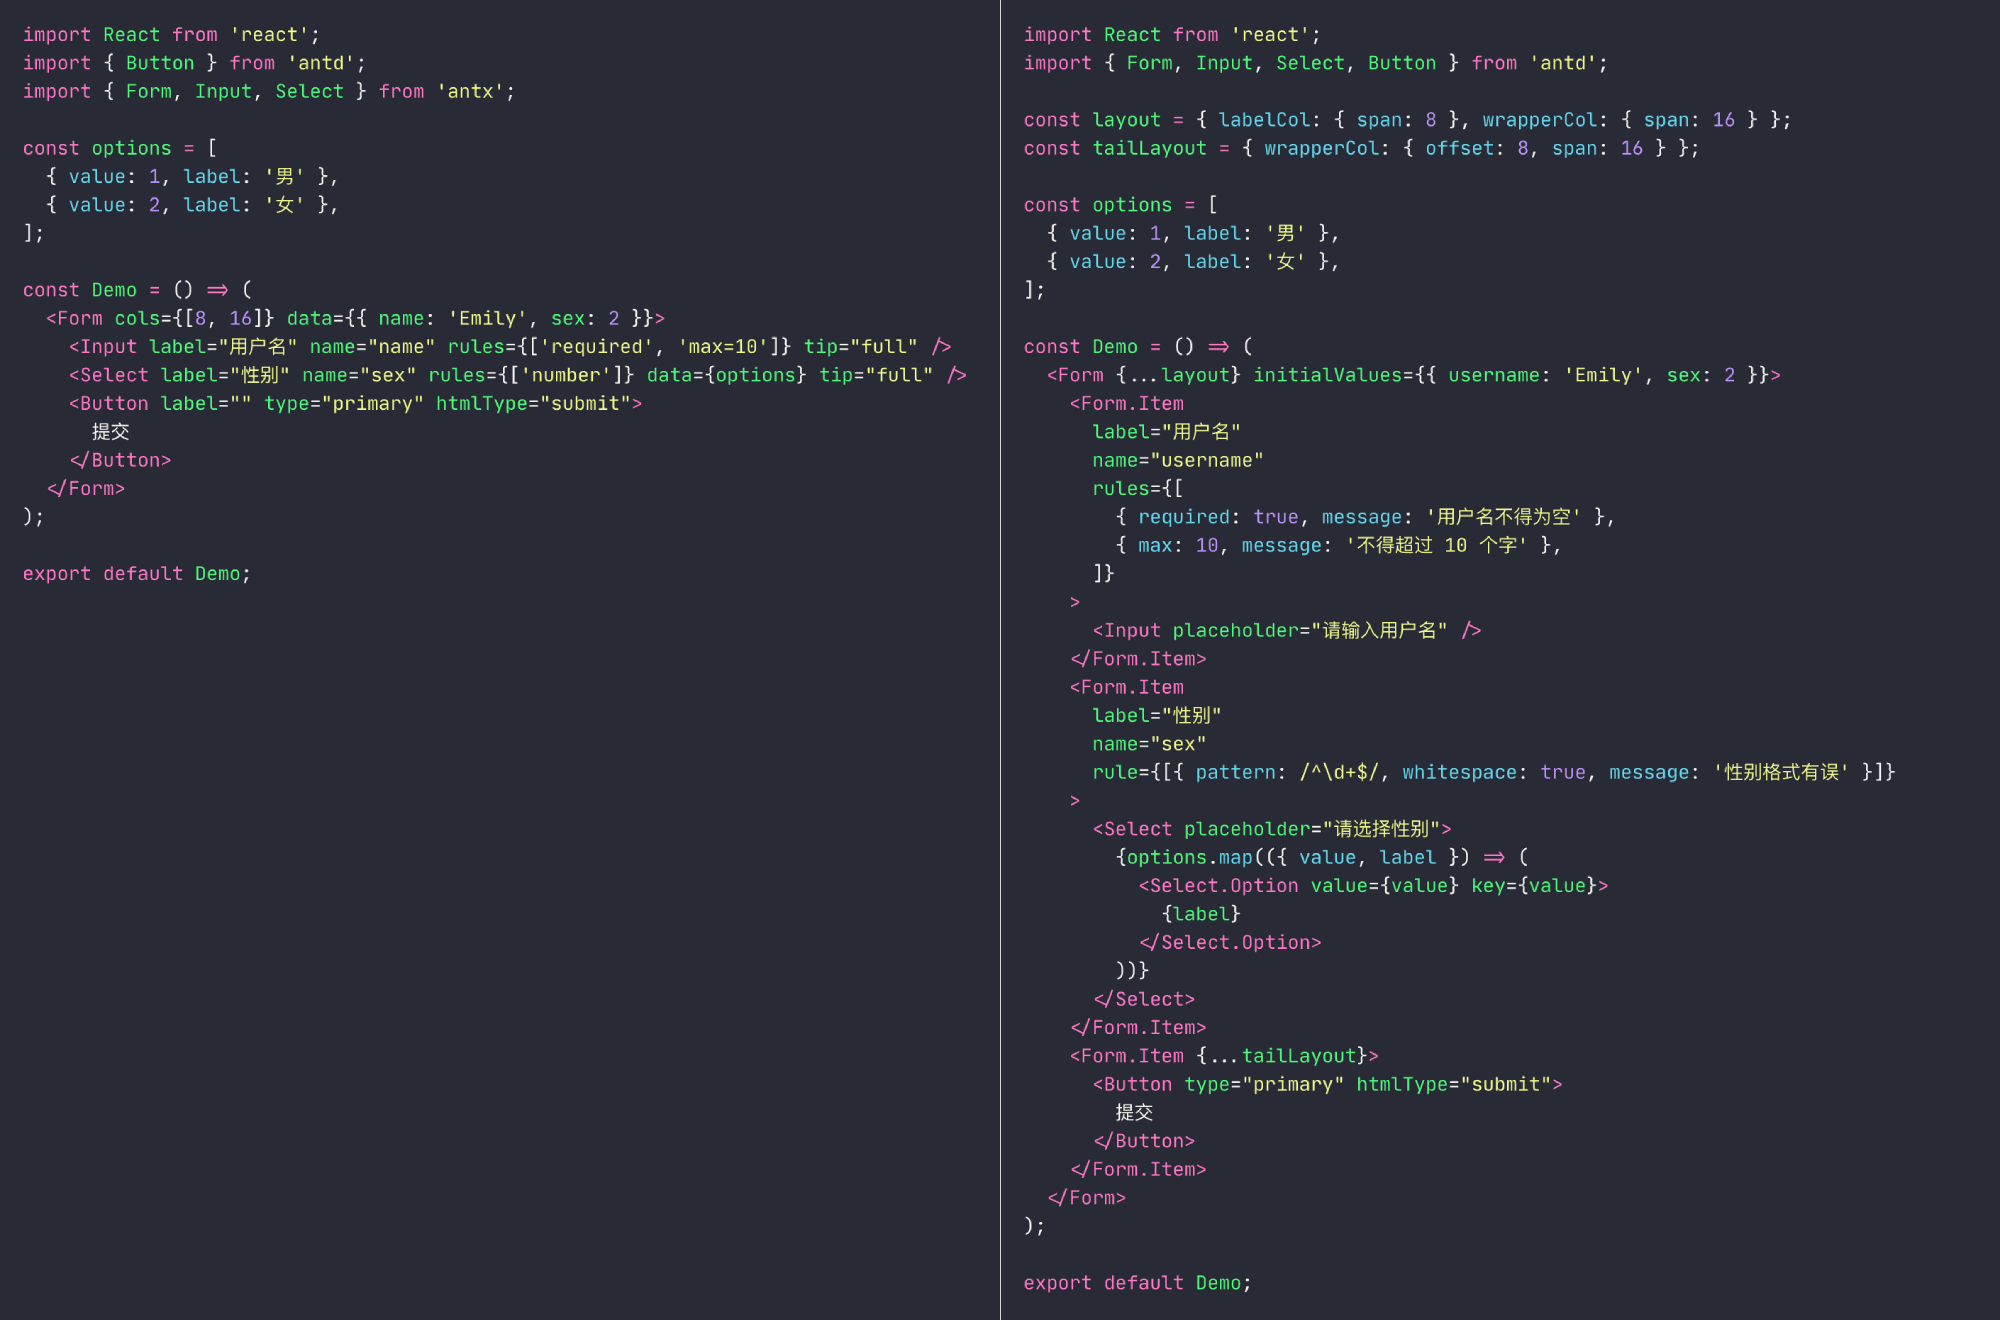 import React from 'react';
import { Button } from 'antd';
import { Form, Input, Select } from 'antx';

const options = [
  { value: 1, label: '男' },
  { value: 2, label: '女' },
];

const Demo = () => (
  <Form cols={[8, 16]} data={{ name: 'Emily', sex: 2 }}>
    <Input label="用户名" name="name" rules={['required', 'max=10']} tip="full" />
    <Select label="性别" name="sex" rules={['number']} data={options} tip="full" />
    <Button label="" type="primary" htmlType="submit">
      提交
    </Button>
  </Form>
);

export default Demo;

import React from 'react';
import { Form, Input, Select, Button } from 'antd';

const layout = { labelCol: { span: 8 }, wrapperCol: { span: 16 } };
const tailLayout = { wrapperCol: { offset: 8, span: 16 } };

const options = [
  { value: 1, label: '男' },
  { value: 2, label: '女' },
];

const Demo = () => (
  <Form {...layout} initialValues={{ username: 'Emily', sex: 2 }}>
    <Form.Item
      label="用户名"
      name="username"
      rules={[
        { required: true, message: '用户名不得为空' },
        { max: 10, message: '不得超过 10 个字' },
      ]}
    >
      <Input placeholder="请输入用户名" />
    </Form.Item>
    <Form.Item
      label="性别"
      name="sex"
      rule={[{ pattern: /^\d+$/, whitespace: true, message: '性别格式有误' }]}
    >
      <Select placeholder="请选择性别">
        {options.map(({ value, label }) => (
          <Select.Option value={value} key={value}>
            {label}
          </Select.Option>
        ))}
      </Select>
    </Form.Item>
    <Form.Item {...tailLayout}>
      <Button type="primary" htmlType="submit">
        提交
      </Button>
    </Form.Item>
  </Form>
);

export default Demo;